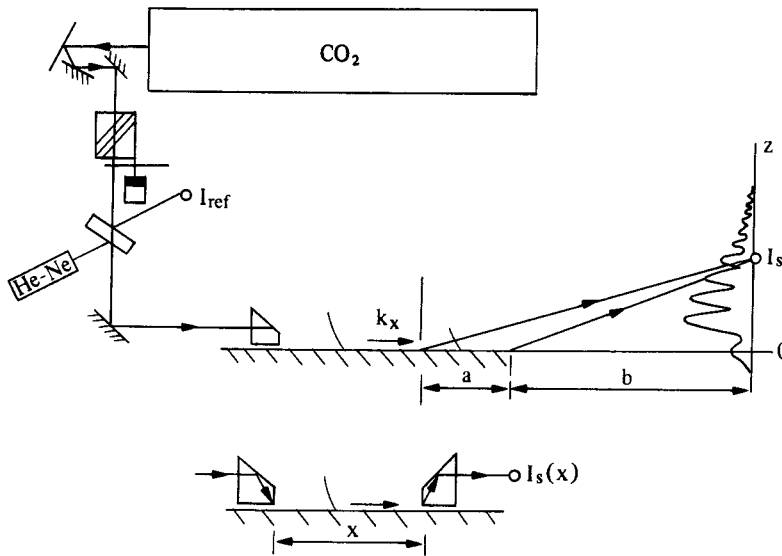 CO₂
z
I_ref
He-Ne
I_s
k_x
a
b
I_s(x)
x